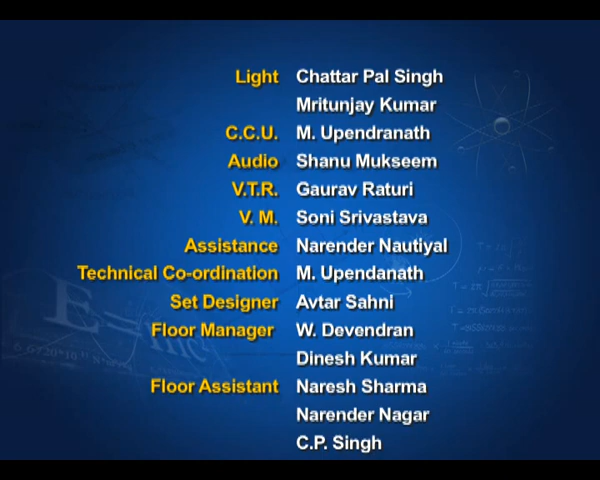 Light Chattar Pal Singh
Mritunjay Kumar
C.C.U. M. Upendranath
Audio Shanu Mukseem
V.T.R. Gaurav Raturi
V. M. Soni Srivastava
Assistance Narender Nautiyal
Technical Co-ordination M. Upendanath
Set Designer Avtar Sahni
Floor Manager W. Devendran
Dinesh Kumar
Floor Assistant Naresh Sharma
Narender Nagar
C.P. Singh
E=mc